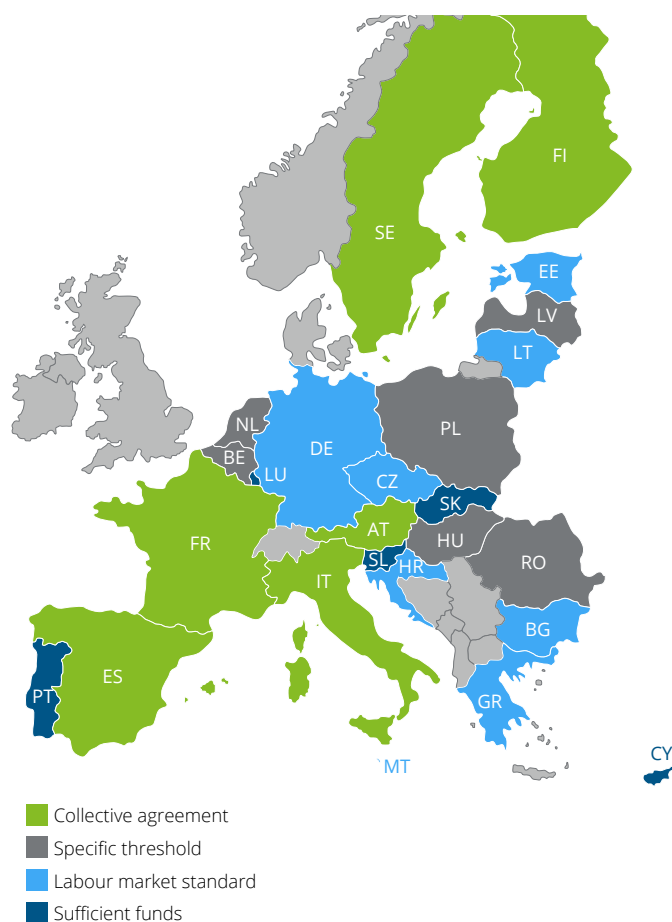 FI
SE
EE
LV
LT
NL
DE
PL
BE
LU
CZ
SK
FR
AT
HU
SL
HR
RO
IT
BG
ES
PT
GR
MT
CY
Collective agreement
Specific threshold
Labour market standard
Sufficient funds